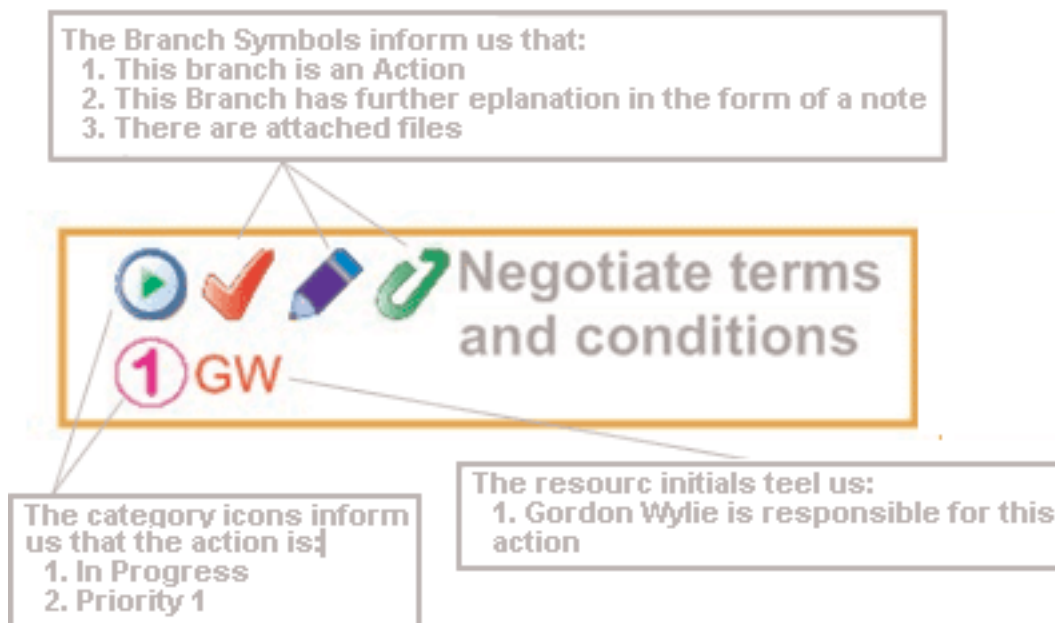 The Branch Symbols inform us that:
1. This branch is an Action
2. This Branch has further eplanation in the form of a note
3. There are attached files
Negotiate terms
and conditions
1 GW
The category icons inform
us that the action is:
1. In Progress
2. Priority 1
The resourc initials teel us:
1. Gordon Wylie is responsible for this
action